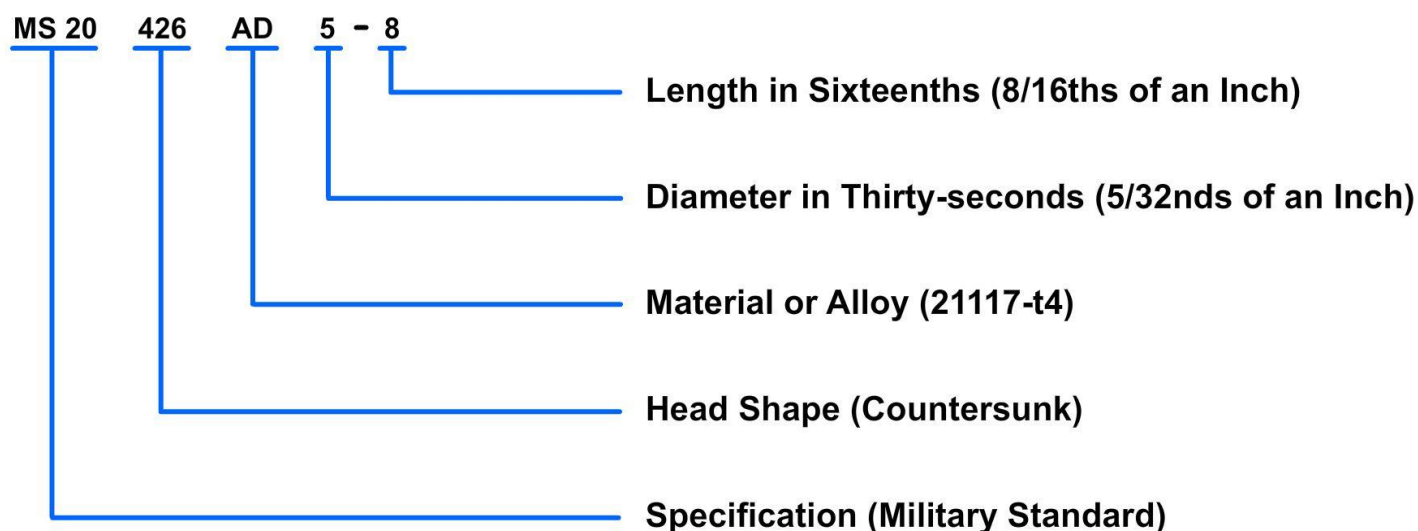 MS 20 426 AD 5 - 8
Length in Sixteenths (8/16ths of an Inch)
Diameter in Thirty-seconds (5/32nds of an Inch)
Material or Alloy (21117-t4)
Head Shape (Countersunk)
Specification (Military Standard)